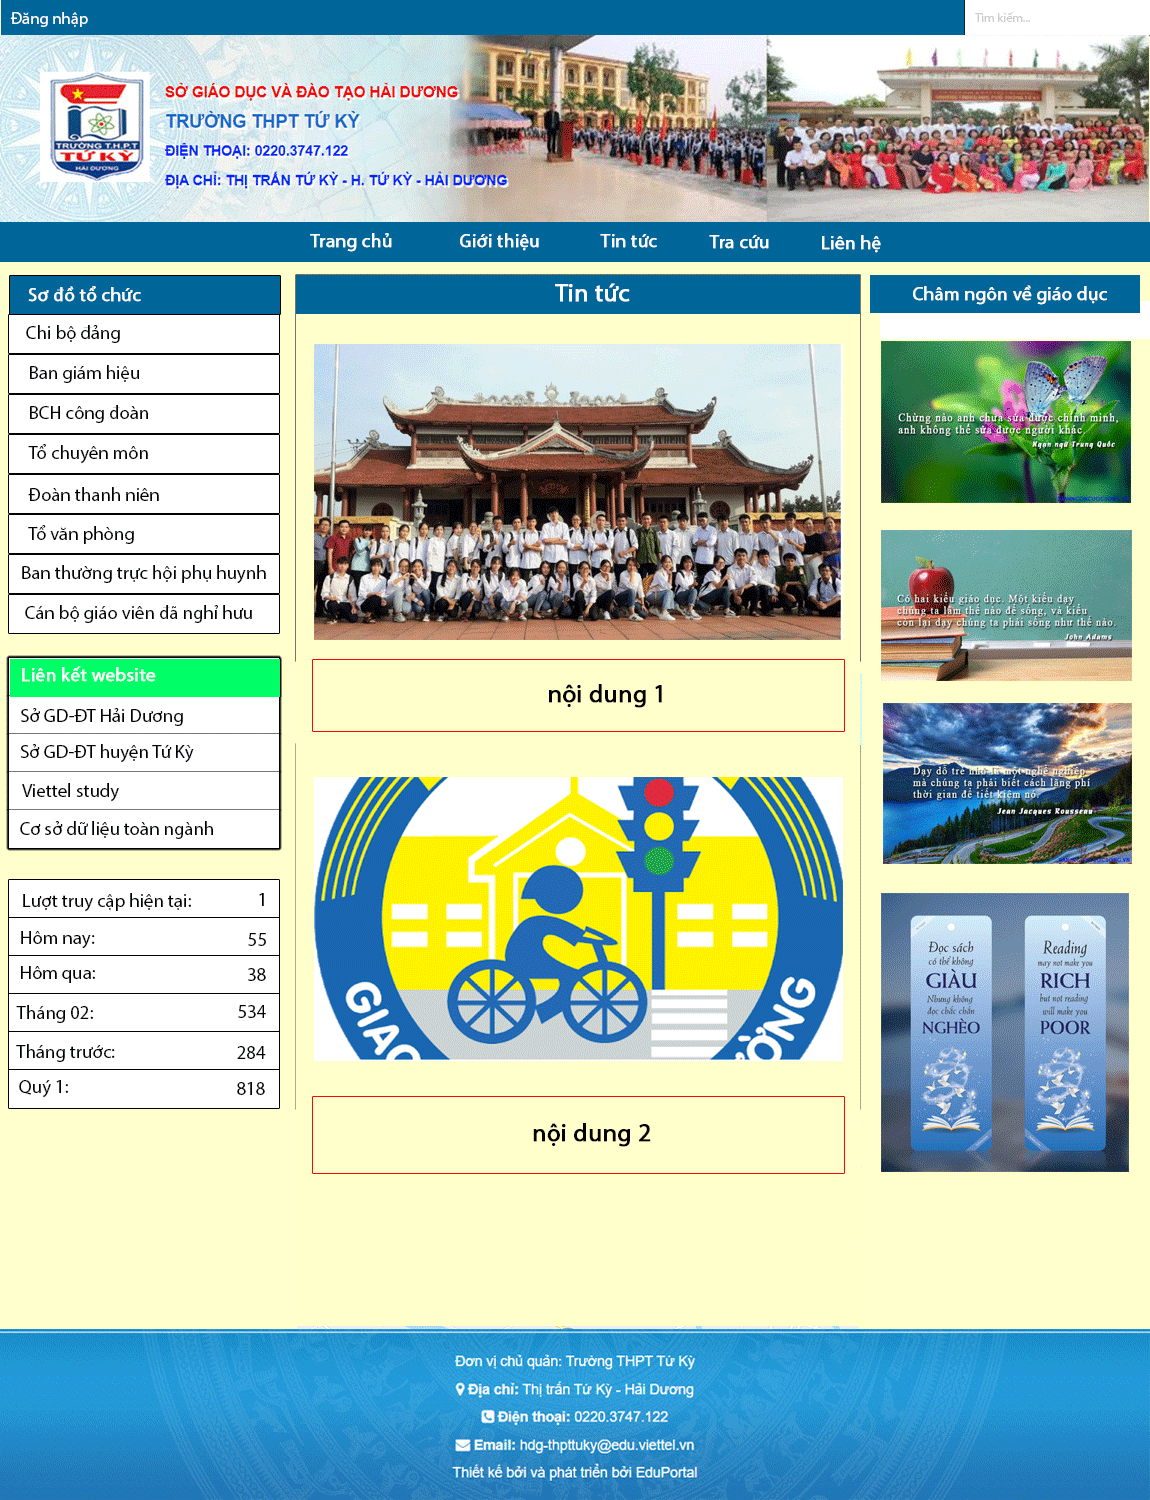 Đăng nhập
Tìm kiếm...
TRƯỜNG T.H.P.T
TỨ KỲ
HẢI DƯƠNG
SỞ GIÁO DỤC VÀ ĐÀO TẠO HẢI DƯƠNG
TRƯỜNG THPT TỨ KỲ
ĐIỆN THOẠI: 0220.3747.122
ĐỊA CHỈ: THỊ TRẤN TỨ KỲ - H. TỨ KỲ - HẢI DƯƠNG
Trang chủ
Giới thiệu
Tin tức
Tra cứu
Liên hệ
Sơ đồ tổ chức
Chi bộ dảng
Ban giám hiệu
BCH công doàn
Tổ chuyên môn
Đoàn thanh niên
Tổ văn phòng
Ban thường trực hội phụ huynh
Cán bộ giáo viên dã nghỉ hưu
Liên kết website
Sở GD-ĐT Hải Dương
Sở GD-ĐT huyện Tứ Kỳ
Viettel study
Cơ sở dữ liệu toàn ngành
Lượt truy cập hiện tại: 1
Hôm nay: 55
Hôm qua: 38
Tháng 02: 534
Tháng trước: 284
Quý 1: 818
Tin tức
nội dung 1
GIAO
ƯỜNG
nội dung 2
Châm ngôn về giáo dục
Chừng nào anh chưa sửa được chính mình,
anh không thể sửa được người khác.
Ngạn ngữ Trung Quốc
Có hai kiểu giáo dục. Một kiểu dạy
chúng ta làm thế nào để sống, và kiểu
còn lại dạy chúng ta phải sống như thế nào.
John Adams
Dạy dỗ trẻ nhỏ là một nghề nghiệp
mà chúng ta phải biết cách lãng phí
thời gian để tiết kiệm nó.
Jean Jacques Rousseau
Đọc sách
có thể không
GIÀU
Nhưng không
đọc chắc chắn
NGHÈO
Reading
may not make you
RICH
but not reading
will make you
POOR
Đơn vị chủ quản: Trường THPT Tứ Kỳ
Địa chỉ: Thị trấn Tứ Kỳ - Hải Dương
Điện thoại: 0220.3747.122
Email: hdg-thpttuky@edu.viettel.vn
Thiết kế bởi và phát triển bởi EduPortal